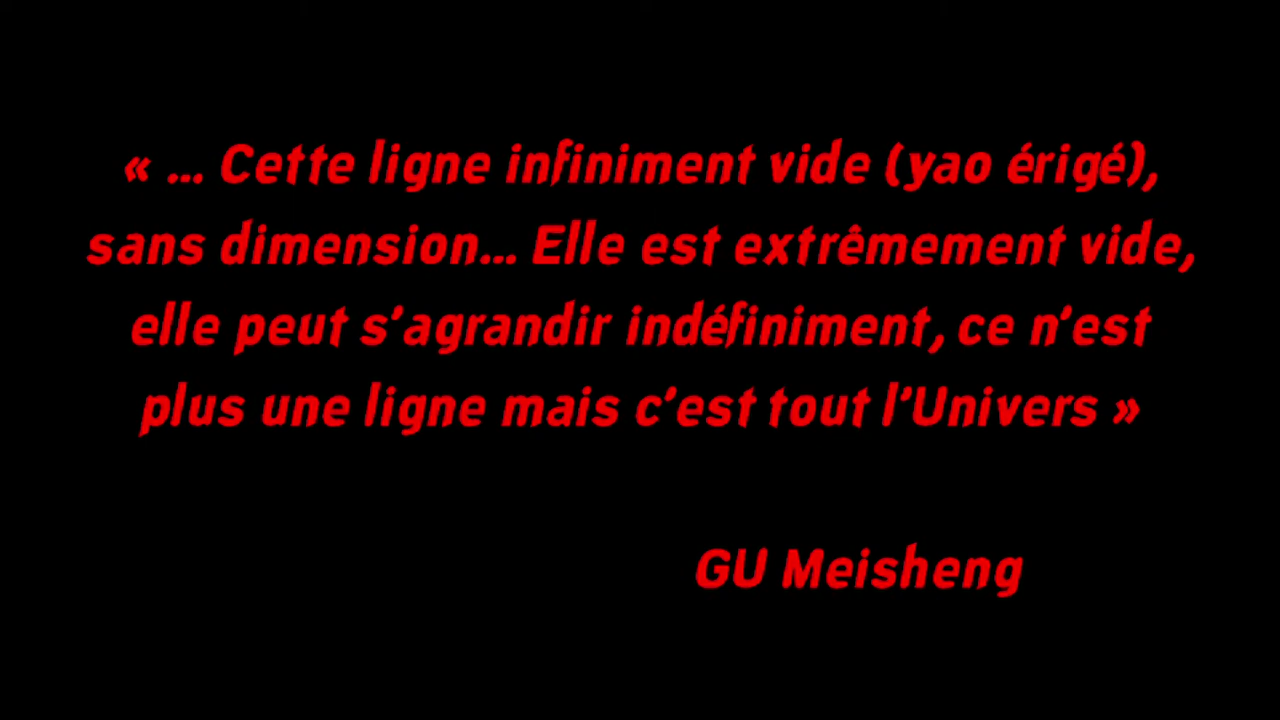 « ... Cette ligne infiniment vide (yao érigé),
sans dimension... Elle est extrêmement vide,
elle peut s’agrandir indéfiniment, ce n’est
plus une ligne mais c’est tout l’Univers »
GU Meisheng